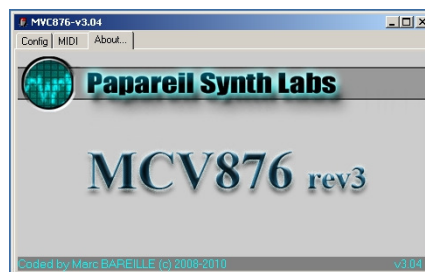 MVC876-v3.04
Config MIDI About...
Papareil Synth Labs
MCV876 rev3
Coded by Marc BAREILLE (c) 2008-2010 v3.04